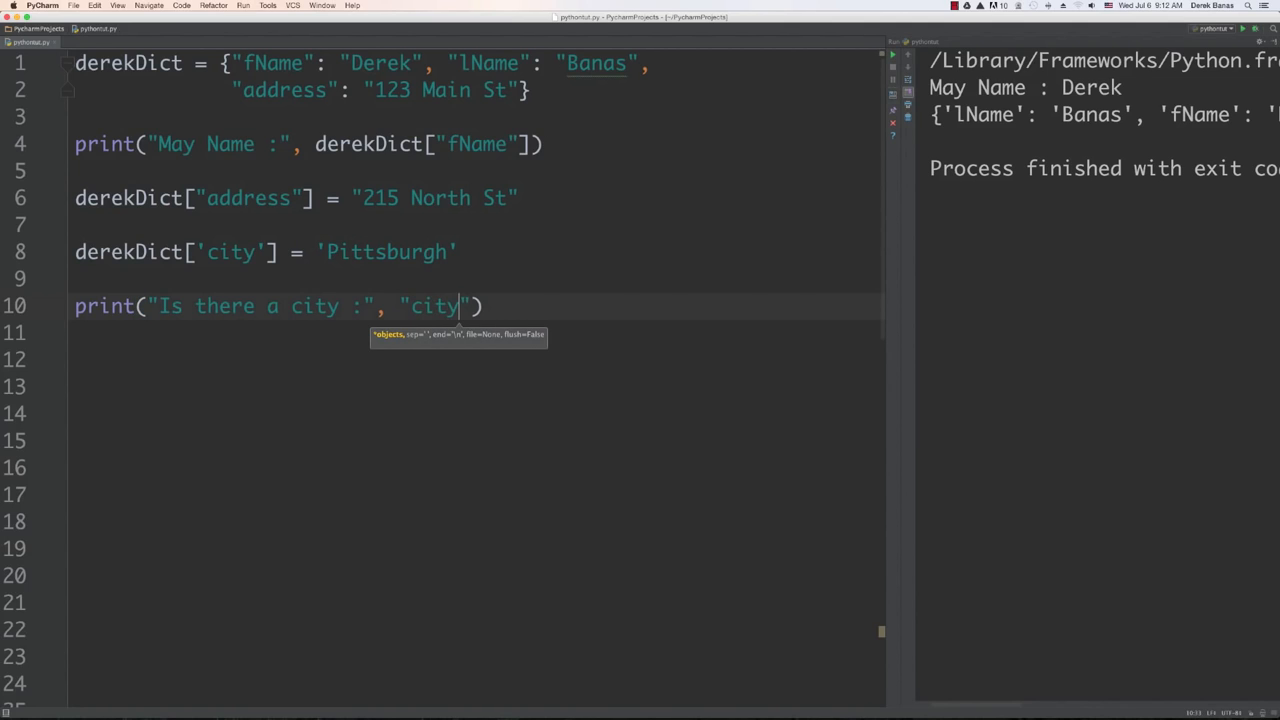 PyCharm File Edit View Navigate Code Refactor Run Tools VCS Window Help 10 Wed Jul 6 9:12 AM Derek Banas
pythontut.py - PyCharmProjects - [~/PycharmProjects]
PycharmProjects pythontut.py pythontut
pythontut.py Run pythontut
1 derekDict = {"fName": "Derek", "lName": "Banas",
2 "address": "123 Main St"}
3
4 print("May Name :", derekDict["fName"])
5
6 derekDict["address"] = "215 North St"
7
8 derekDict['city'] = 'Pittsburgh'
9
10 print("Is there a city :", "city")
*objects, sep=' ', end='\n', file=None, flush=False
11
12
13
14
15
16
17
18
19
20
21
22
23
24
/Library/Frameworks/Python.fra
May Name : Derek
{'lName': 'Banas', 'fName': '
Process finished with exit co
10:53 LF÷ UTF-8÷